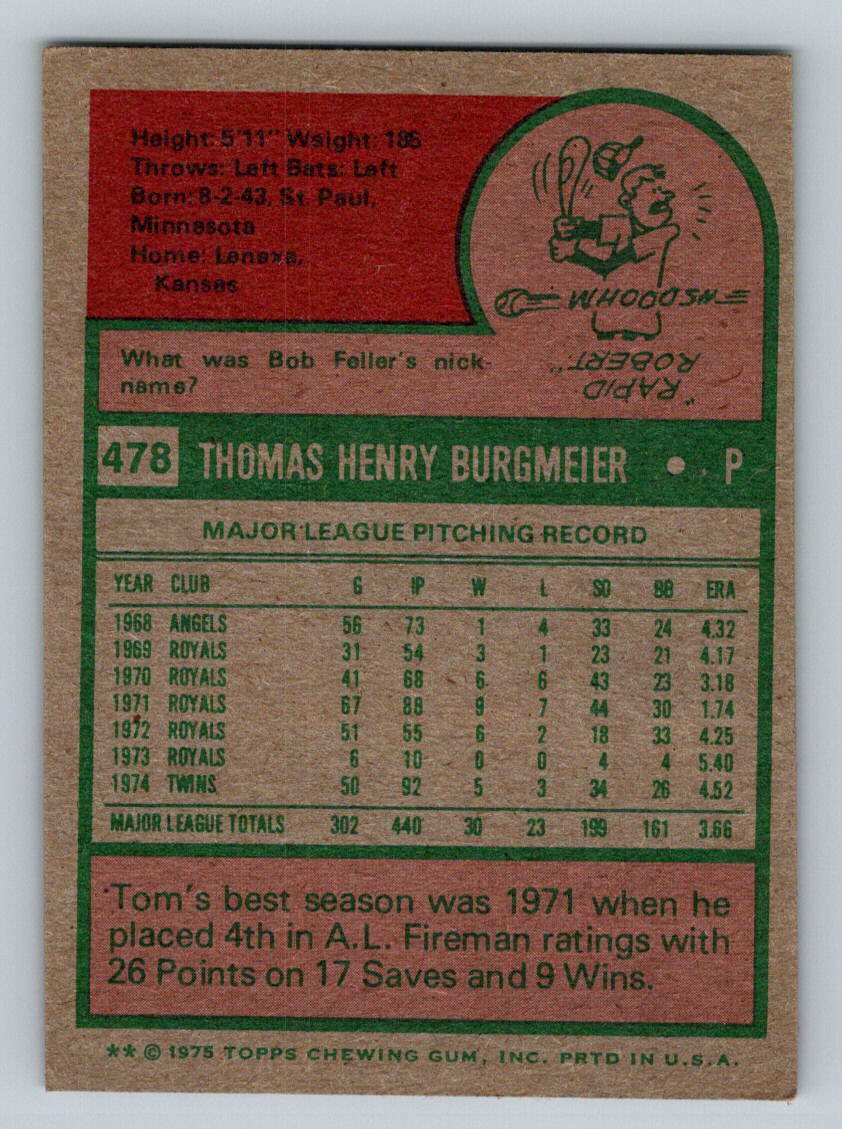 Height: 5'11" Weight: 185
Throws: Left Bats: Left
Born: 8-2-43, St. Paul,
Minnesota
Home: Lenexa,
Kansas
WHOOOSH
What was Bob Feller's nick-
name?
"RAPID
ROBERT."
478 THOMAS HENRY BURGMEIER • P
MAJOR LEAGUE PITCHING RECORD
YEAR CLUB G IP W L SO BB ERA
1968 ANGELS 56 73 1 4 33 24 4.32
1969 ROYALS 31 54 3 1 23 21 4.17
1970 ROYALS 41 68 6 6 43 23 3.18
1971 ROYALS 67 88 9 7 44 30 1.74
1972 ROYALS 51 55 6 2 18 33 4.25
1973 ROYALS 6 10 0 0 4 4 5.40
1974 TWINS 50 92 5 3 34 26 4.52
MAJOR LEAGUE TOTALS 302 440 30 23 199 161 3.66
Tom's best season was 1971 when he
placed 4th in A.L. Fireman ratings with
26 Points on 17 Saves and 9 Wins.
** © 1975 TOPPS CHEWING GUM, INC. PRTD IN U.S.A.